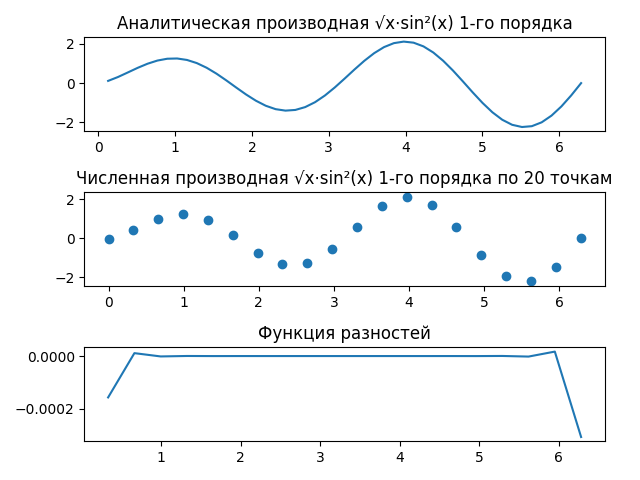 Аналитическая производная √x·sin²(x) 1-го порядка
2
0
−2
0 1 2 3 4 5 6
Численная производная √x·sin²(x) 1-го порядка по 20 точкам
2
0
−2
0 1 2 3 4 5 6
Функция разностей
0.0000
−0.0002
1 2 3 4 5 6